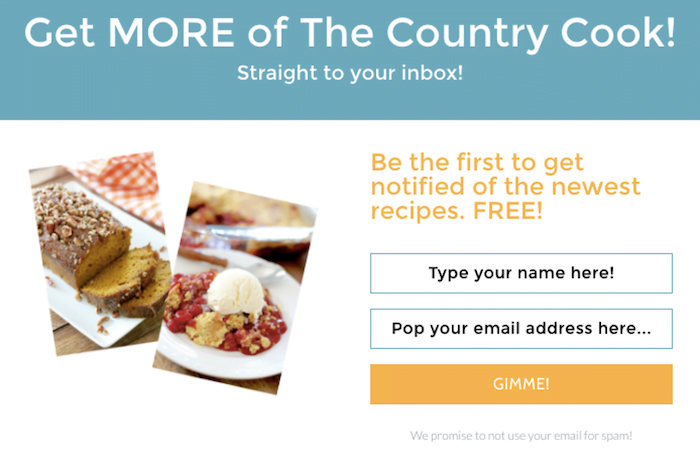 Get MORE of The Country Cook!
Straight to your inbox!
Be the first to get
notified of the newest
recipes. FREE!
Type your name here!
Pop your email address here...
GIMME!
We promise to not use your email for spam!